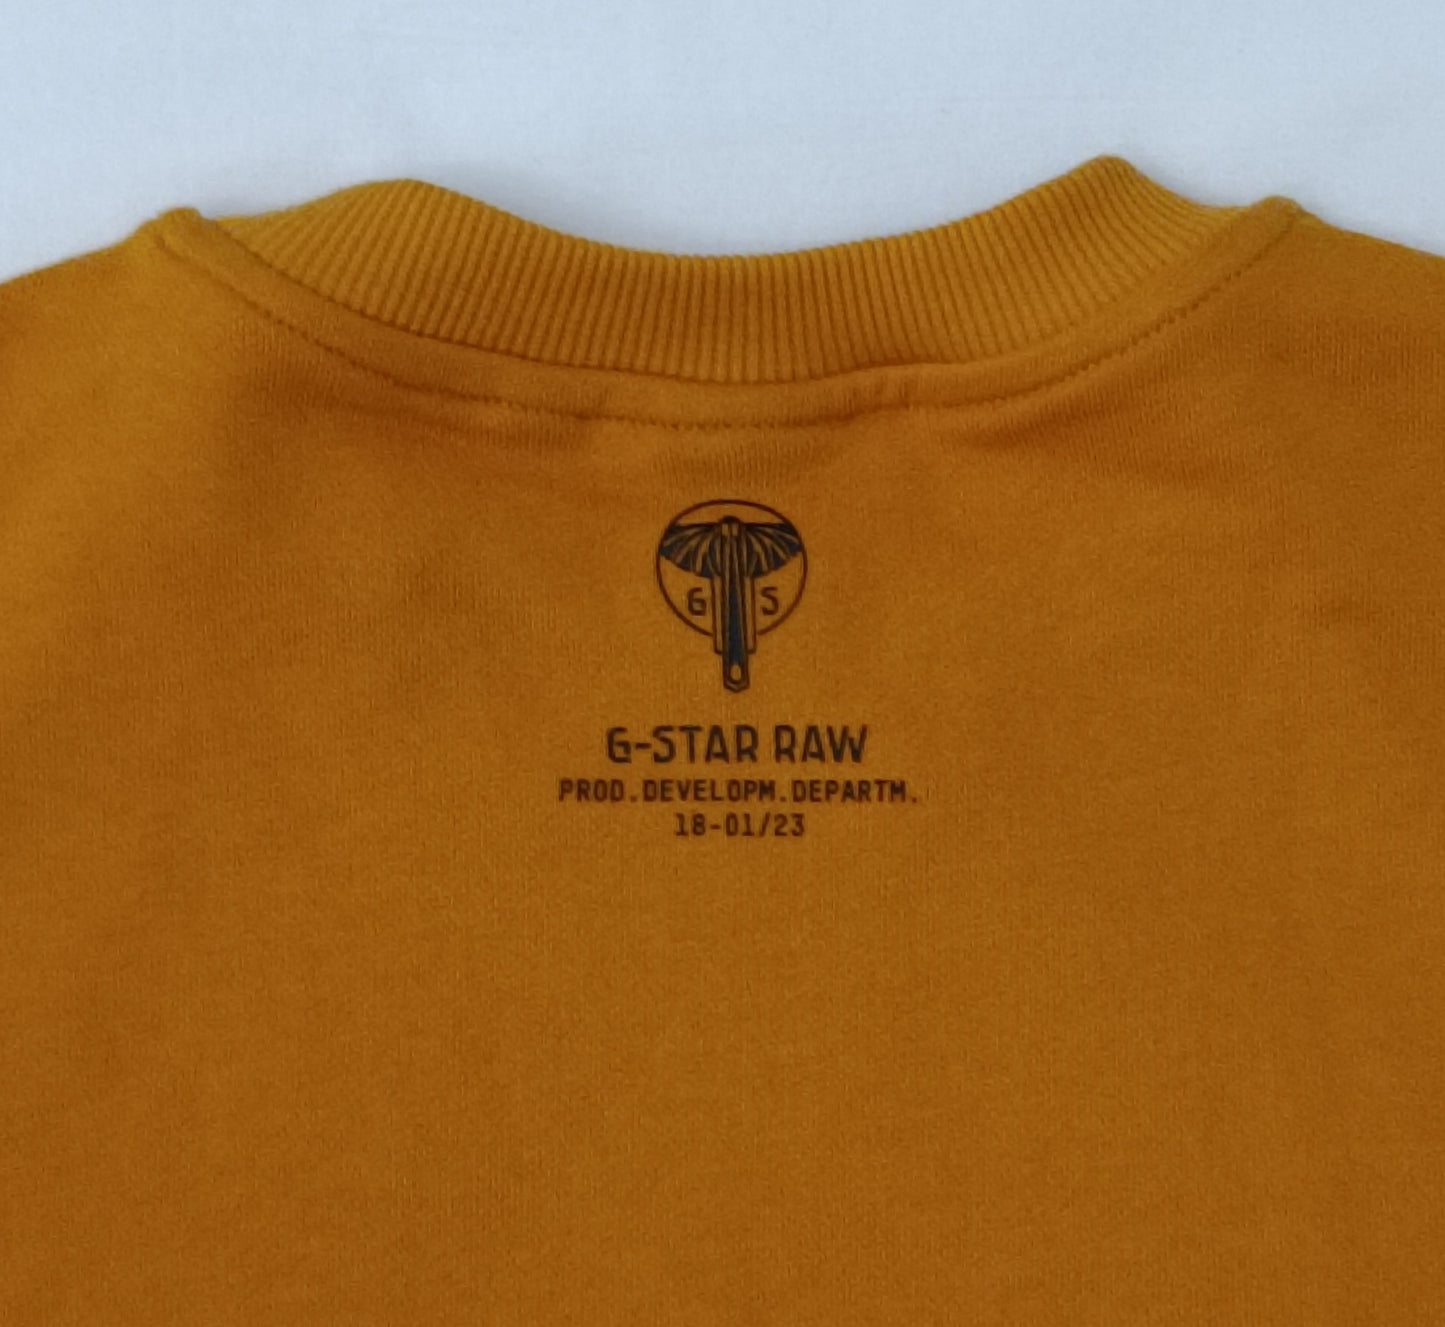 G S
G-STAR RAW
PROD.DEVELOPM.DEPARTM.
18-01/23